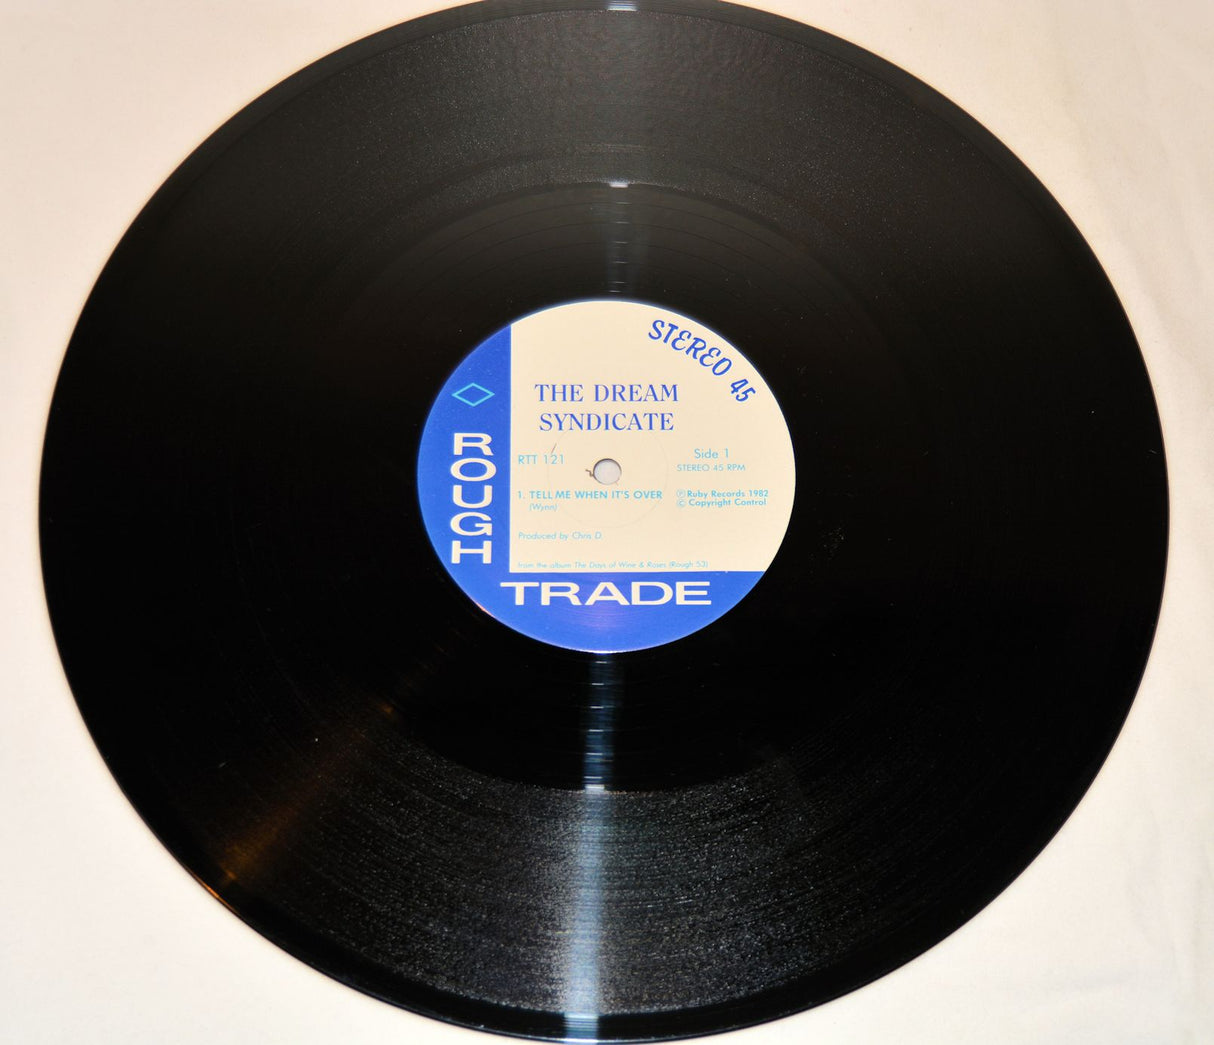 STEREO 45
THE DREAM
SYNDICATE
RTT 121
Side 1
STEREO 45 RPM
1. TELL ME WHEN IT'S OVER
(Wynn)
Ⓟ Ruby Records 1982
© Copyright Control
Produced by Chris D.
from the album The Days of Wine & Roses (Rough 53)
ROUGH
TRADE